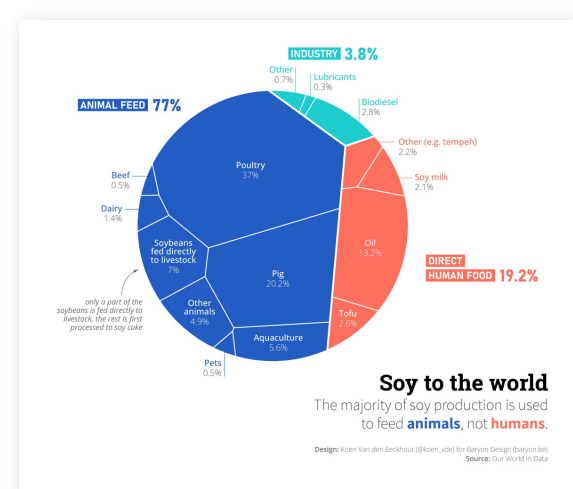 INDUSTRY 3.8%
Other
0.7%
Lubricants
0.3%
Biodiesel
2.8%
ANIMAL FEED 77%
Other (e.g. tempeh)
2.2%
Poultry
37%
Beef
0.5%
Soy milk
2.1%
Dairy
1.4%
Soybeans
fed directly
to livestock
7%
Oil
13.2%
DIRECT
HUMAN FOOD 19.2%
Pig
20.2%
only a part of the
soybeans is fed directly to
livestock, the rest is first
processed to soy cake
Other
animals
4.9%
Tofu
2.6%
Aquaculture
5.6%
Pets
0.5%
Soy to the world
The majority of soy production is used
to feed animals, not humans.
Design: Koen Van den Eeckhout (@koen_vde) for Baryon Design (baryon.be)
Source: Our World in Data